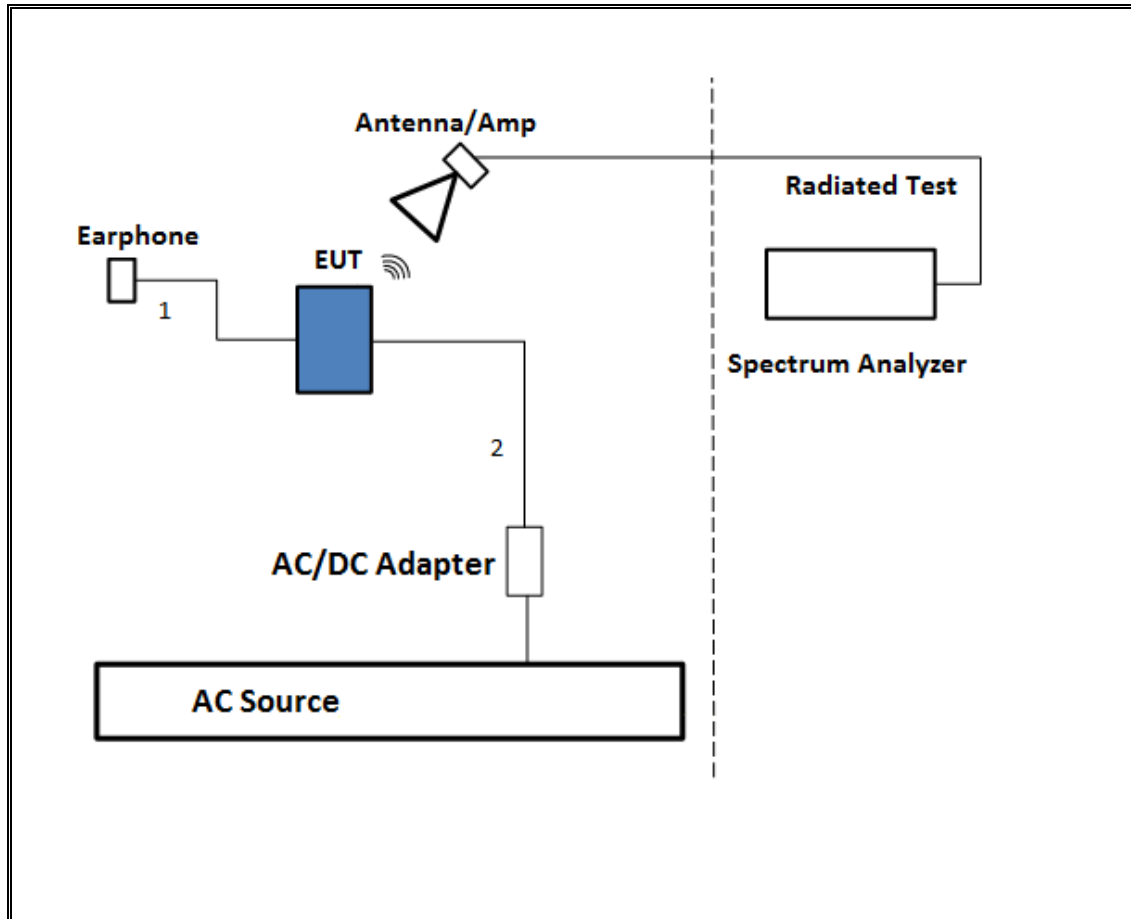 Antenna/Amp
Radiated Test
Earphone
EUT
1
Spectrum Analyzer
2
AC/DC Adapter
AC Source